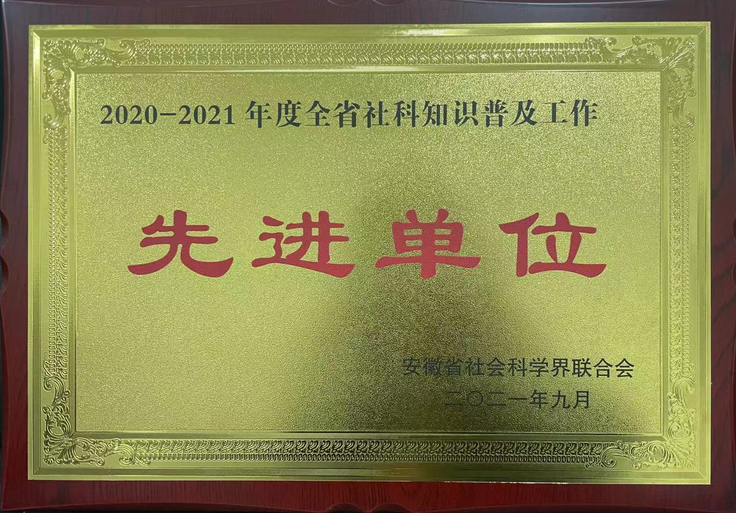 2020-2021 年度全省社科知识普及工作
先进单位
安徽省社会科学界联合会
二〇二一年九月